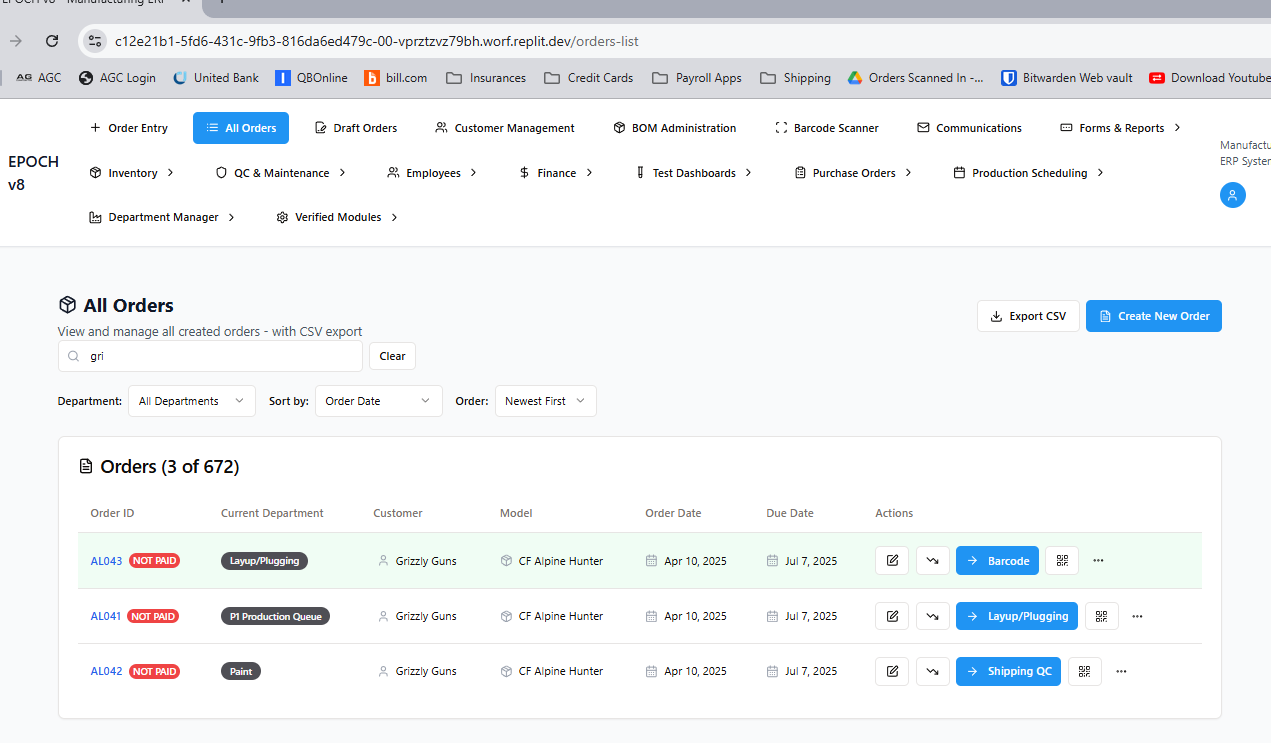 c12e21b1-5fd6-431c-9fb3-816da6ed479c-00-vprztzvz79bh.worf.replit.dev/orders-list
AGC AGC Login United Bank QBOnline bill.com Insurances Credit Cards Payroll Apps Shipping Orders Scanned In -... Bitwarden Web vault Download Youtube
Order Entry All Orders Draft Orders Customer Management BOM Administration Barcode Scanner Communications Forms & Reports
EPOCH v8
Inventory QC & Maintenance Employees Finance Test Dashboards Purchase Orders Production Scheduling
Department Manager Verified Modules
Manufactu
ERP System
All Orders
View and manage all created orders - with CSV export
Export CSV Create New Order
gri Clear
Department: All Departments Sort by: Order Date Order: Newest First
Orders (3 of 672)
Order ID Current Department Customer Model Order Date Due Date Actions
AL043 NOT PAID Layup/Plugging Grizzly Guns CF Alpine Hunter Apr 10, 2025 Jul 7, 2025 Barcode
AL041 NOT PAID P1 Production Queue Grizzly Guns CF Alpine Hunter Apr 10, 2025 Jul 7, 2025 Layup/Plugging
AL042 NOT PAID Paint Grizzly Guns CF Alpine Hunter Apr 10, 2025 Jul 7, 2025 Shipping QC